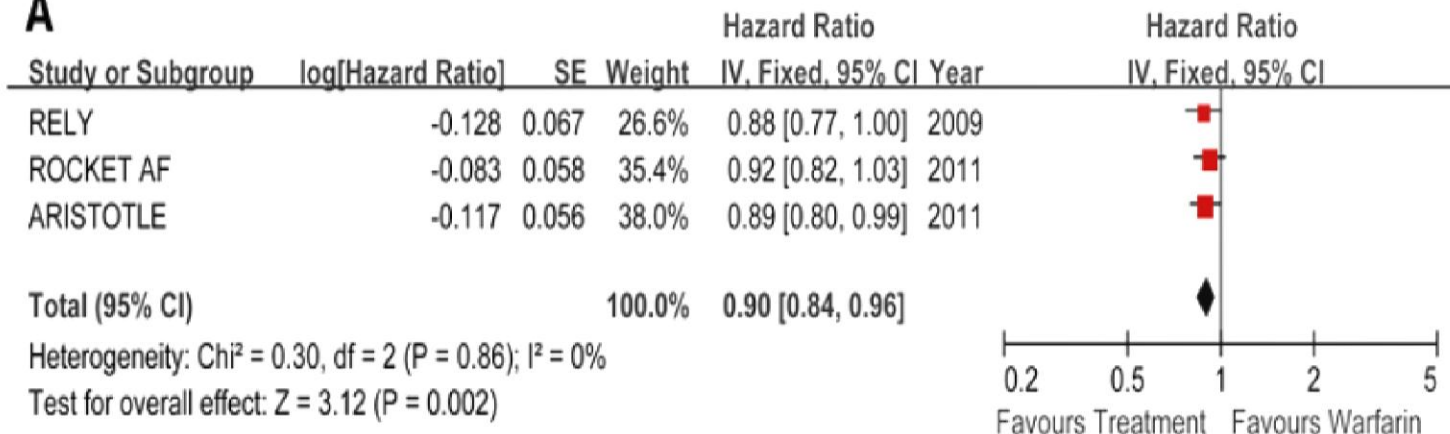 A
Hazard Ratio Hazard Ratio
Study or Subgroup log[Hazard Ratio] SE Weight IV, Fixed, 95% CI Year IV, Fixed, 95% CI
RELY -0.128 0.067 26.6% 0.88 [0.77, 1.00] 2009
ROCKET AF -0.083 0.058 35.4% 0.92 [0.82, 1.03] 2011
ARISTOTLE -0.117 0.056 38.0% 0.89 [0.80, 0.99] 2011
Total (95% CI) 100.0% 0.90 [0.84, 0.96]
Heterogeneity: Chi² = 0.30, df = 2 (P = 0.86); I² = 0%
Test for overall effect: Z = 3.12 (P = 0.002)
0.2 0.5 1 2 5
Favours Treatment Favours Warfarin